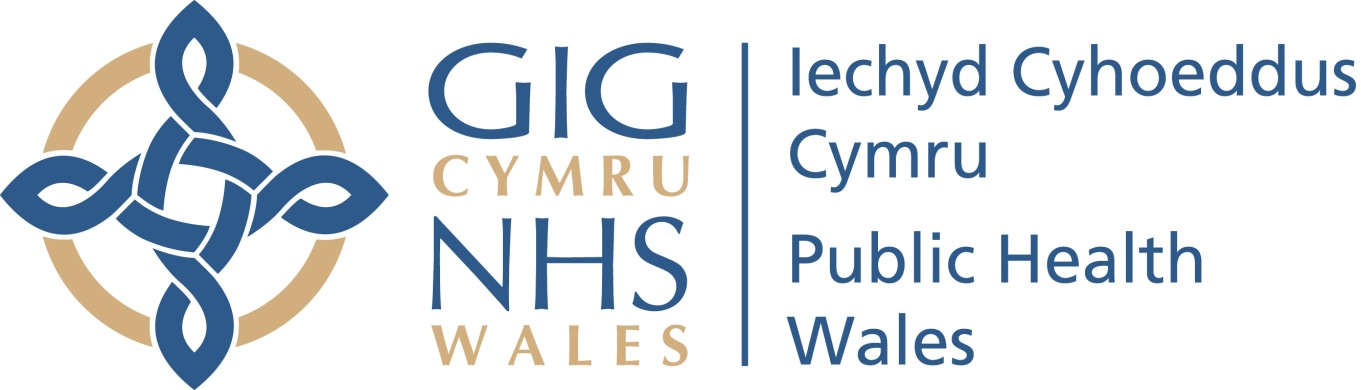 GIG
CYMRU
NHS
WALES
Iechyd Cyhoeddus
Cymru
Public Health
Wales